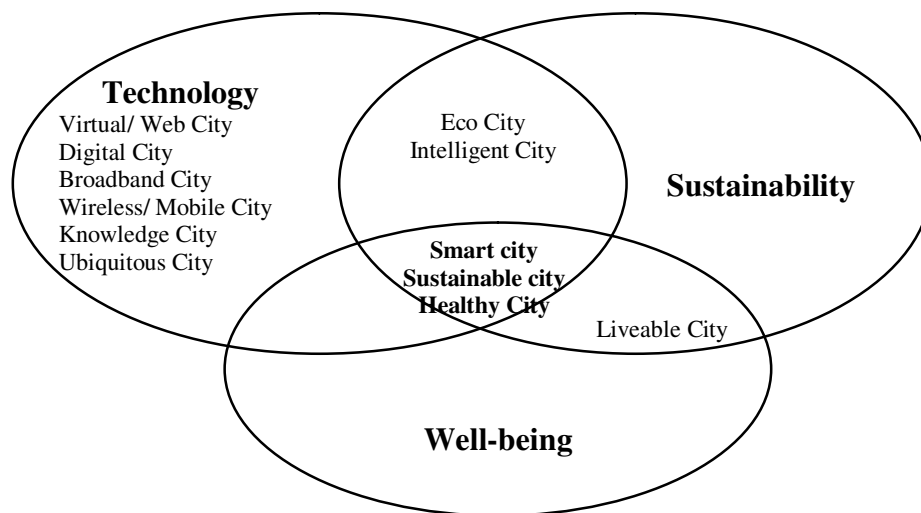 Technology
Virtual/ Web City
Digital City
Broadband City
Wireless/ Mobile City
Knowledge City
Ubiquitous City
Eco City
Intelligent City
Sustainability
Smart city
Sustainable city
Healthy City
Liveable City
Well-being